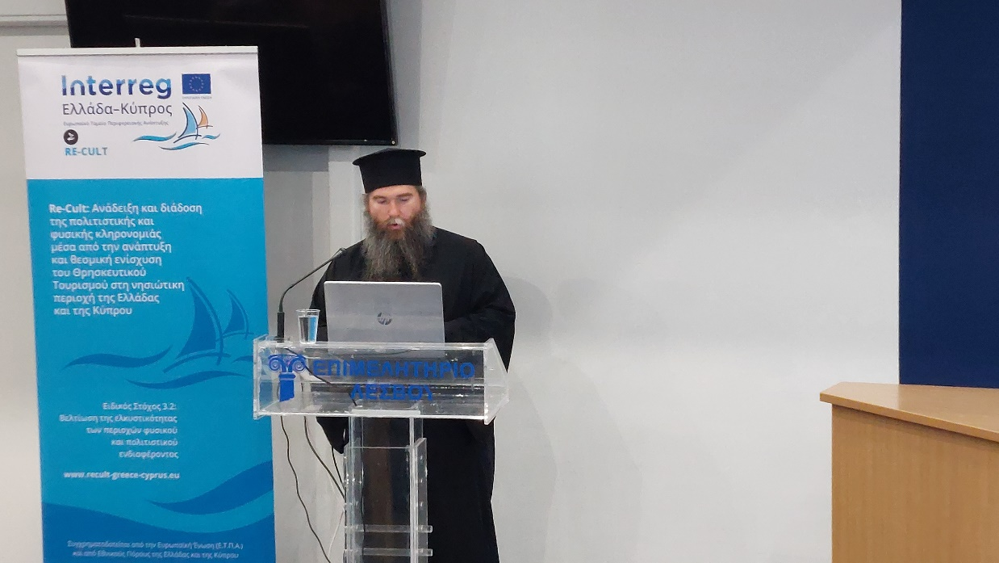 Interreg
Ελλάδα-Κύπρος
Ευρωπαϊκό Ταμείο Περιφερειακής Ανάπτυξης
RE-CULT
Re-Cult: Ανάδειξη και διάδοση
της πολιτιστικής και
φυσικής κληρονομιάς
μέσα από την ανάπτυξη
και θεσμική ενίσχυση
του Θρησκευτικού
Τουρισμού στη νησιώτικη
περιοχή της Ελλάδας
και της Κύπρου
Ειδικός Στόχος 3.2:
Βελτίωση της ελκυστικότητας
των περιοχών φυσικού
και πολιτιστικού
ενδιαφέροντος
www.recult-greece-cyprus.eu
Συγχρηματοδοτείται από την Ευρωπαϊκή Ένωση (Ε.Τ.Π.Α.)
και από Εθνικούς Πόρους της Ελλάδας και της Κύπρου
hp
ΕΠΙΜΕΛΗΤΗΡΙΟ
ΛΕΣΒΟΥ